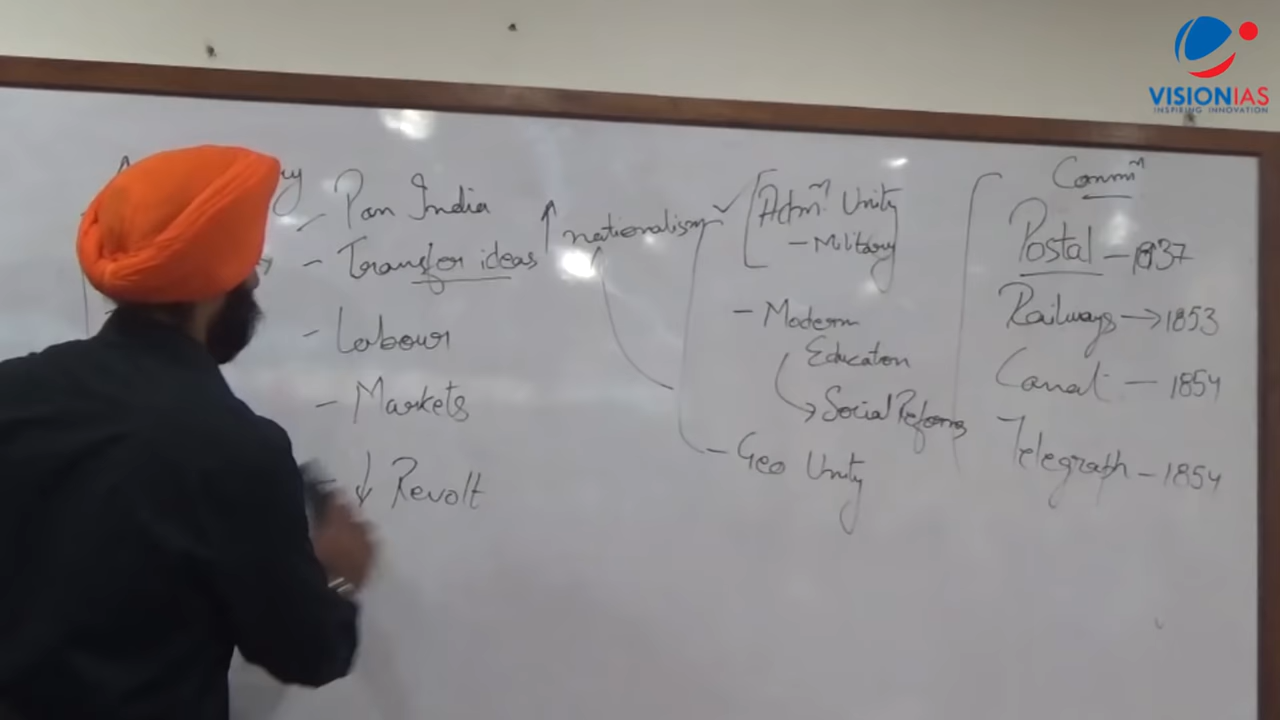 VISIONIAS
INSPIRING INNOVATION
- Pan India
- Transfer ideas
- Labour
- Markets
- ↓ Revolt
↑ nationalism
✓ [Admn. Unity
- Military
- Modern
Education
→ Social Reforms
- Geo Unity
Commn
Postal - 1837
Railways → 1853
Canal - 1854
Telegraph - 1854